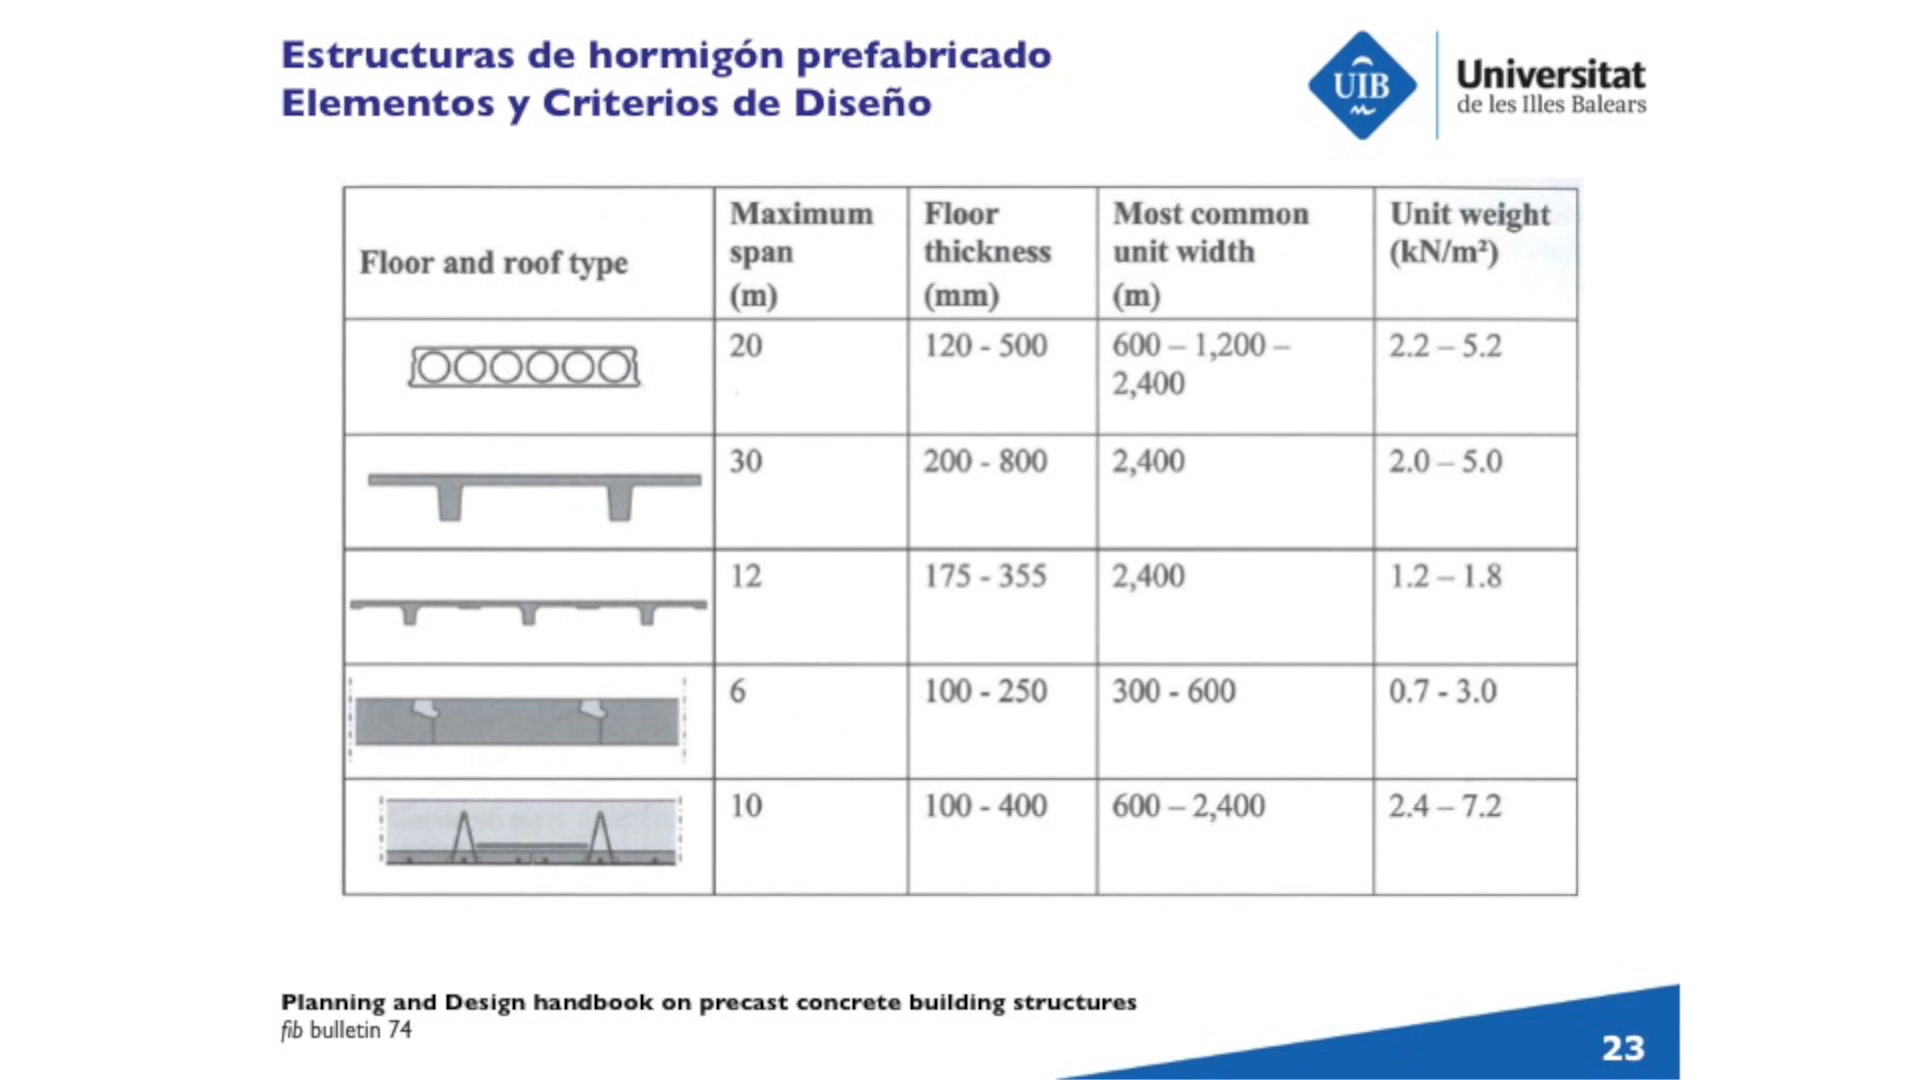 Estructuras de hormigón prefabricado
Elementos y Criterios de Diseño
UIB
Universitat
de les Illes Balears
Floor and roof type
Maximum
span
(m)
Floor
thickness
(mm)
Most common
unit width
(m)
Unit weight
(kN/m²)
20
120 - 500
600 – 1,200 –
2,400
2.2 – 5.2
30
200 - 800
2,400
2.0 – 5.0
12
175 - 355
2,400
1.2 – 1.8
6
100 - 250
300 - 600
0.7 - 3.0
10
100 - 400
600 – 2,400
2.4 – 7.2
Planning and Design handbook on precast concrete building structures
fib bulletin 74
23